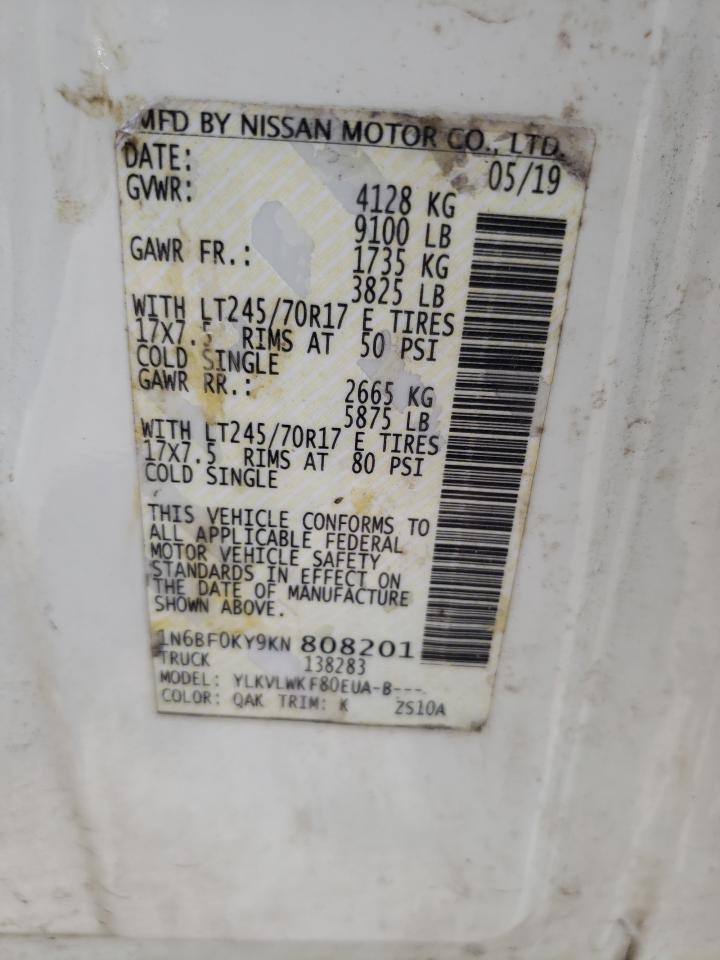 MFD BY NISSAN MOTOR CO., LTD.
DATE: 05/19
GVWR: 4128 KG
9100 LB
GAWR FR.: 1735 KG
3825 LB
WITH LT245/70R17 E TIRES
17X7.5 RIMS AT 50 PSI
COLD SINGLE
GAWR RR.: 2665 KG
5875 LB
WITH LT245/70R17 E TIRES
17X7.5 RIMS AT 80 PSI
COLD SINGLE
THIS VEHICLE CONFORMS TO
ALL APPLICABLE FEDERAL
MOTOR VEHICLE SAFETY
STANDARDS IN EFFECT ON
THE DATE OF MANUFACTURE
SHOWN ABOVE.
1N6BF0KY9KN 808201
TRUCK 138283
MODEL: YLKVLWKF80EUA-B---
COLOR: QAK TRIM: K 2S10A